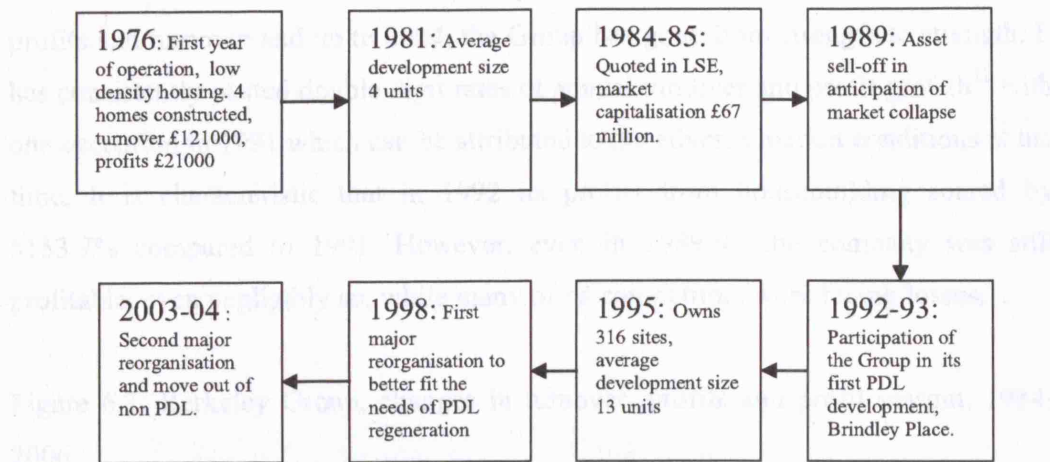 1976: First year
of operation, low
density housing. 4
homes constructed,
turnover £121000
profits £21000
1981: Average
development size
4 units
1984-85:
Quoted in LSE,
market
capitalisation £67
million.
1989: Asset
sell-off in
anticipation of
market collapse
1992-93:
Participation of
the Group in its
first PDL
development,
Brindley Place.
1995: Owns
316 sites,
average
development size
13 units
1998: First
major
reorganisation to
better fit the
needs of PDL
regeneration
2003-04:
Second major
reorganisation
and move out of
non PDL.